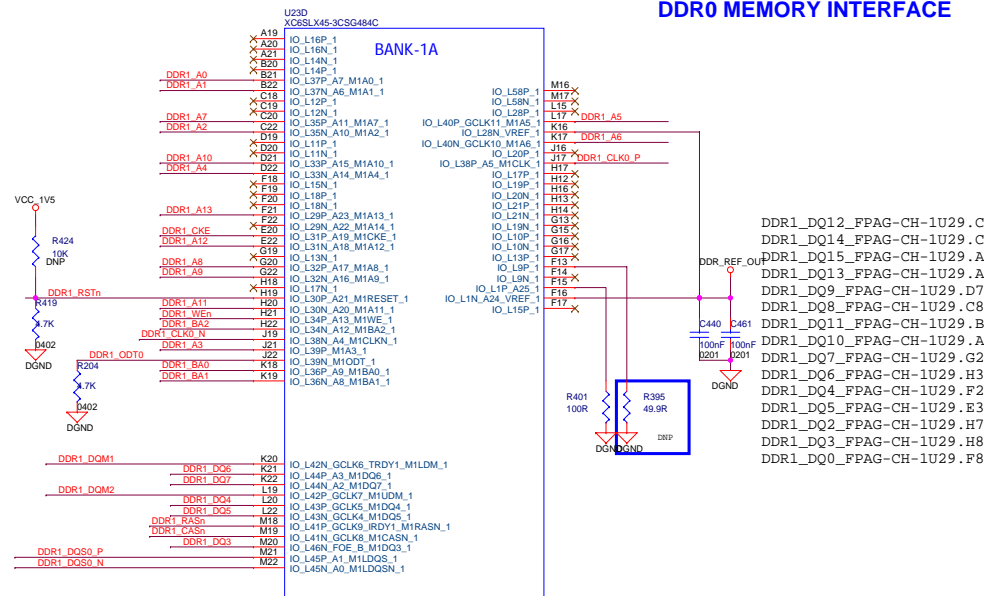 DDR0 MEMORY INTERFACE
U23D
XC6SLX45-3CSG484C
BANK-1A
A19 IO_L16P_1
A20 IO_L16N_1
A21 IO_L14N_1
B20 IO_L14P_1
DDR1_A0 B21 IO_L37P_A7_M1A0_1
DDR1_A1 B22 IO_L37N_A6_M1A1_1
C18 IO_L12P_1
C19 IO_L12N_1
DDR1_A7 C20 IO_L35P_A11_M1A7_1
DDR1_A2 C22 IO_L35N_A10_M1A2_1
D19 IO_L11P_1
D20 IO_L11N_1
DDR1_A10 D21 IO_L33P_A15_M1A10_1
DDR1_A4 D22 IO_L33N_A14_M1A4_1
F18 IO_L15N_1
F19 IO_L18P_1
F20 IO_L18N_1
DDR1_A13 F21 IO_L29P_A23_M1A13_1
F22 IO_L29N_A22_M1A14_1
DDR1_CKE E20 IO_L31P_A19_M1CKE_1
DDR1_A12 E22 IO_L31N_A18_M1A12_1
G19 IO_L13N_1
DDR1_A8 G20 IO_L32P_A17_M1A8_1
DDR1_A9 G22 IO_L32N_A16_M1A9_1
H18 IO_L17N_1
DDR1_RSTn H19 IO_L30P_A21_M1RESET_1
DDR1_A11 H20 IO_L30N_A20_M1A11_1
DDR1_WEn H21 IO_L34P_A13_M1WE_1
DDR1_BA2 H22 IO_L34N_A12_M1BA2_1
DDR1_CLK0_N J19 IO_L38N_A4_M1CLKN_1
DDR1_A3 J21 IO_L39P_M1A3_1
DDR1_ODT0 J22 IO_L39N_M1ODT_1
DDR1_BA0 K18 IO_L36P_A9_M1BA0_1
DDR1_BA1 K19 IO_L36N_A8_M1BA1_1
DDR1_DQM1 K20 IO_L42N_GCLK6_TRDY1_M1LDM_1
DDR1_DQ6 K21 IO_L44P_A3_M1DQ6_1
DDR1_DQ7 K22 IO_L44N_A2_M1DQ7_1
DDR1_DQM2 L19 IO_L42P_GCLK7_M1UDM_1
DDR1_DQ4 L20 IO_L43P_GCLK5_M1DQ4_1
DDR1_DQ5 L22 IO_L43N_GCLK4_M1DQ5_1
DDR1_RASn M18 IO_L41P_GCLK9_IRDY1_M1RASN_1
DDR1_CASn M19 IO_L41N_GCLK8_M1CASN_1
DDR1_DQ3 M20 IO_L46N_FOE_B_M1DQ3_1
DDR1_DQS0_P M21 IO_L45P_A1_M1LDQS_1
DDR1_DQS0_N M22 IO_L45N_A0_M1LDQSN_1
VCC_1V5
R424
10K
DNP
R419
4.7K
0402
DGND
R204
4.7K
0402
DGND
IO_L58P_1 M16
IO_L58N_1 M17
IO_L28P_1 L15
IO_L40P_GCLK11_M1A5_1 L17 DDR1_A5
IO_L28N_VREF_1 K16
IO_L40N_GCLK10_M1A6_1 K17 DDR1_A6
IO_L20P_1 J16
IO_L38P_A5_M1CLK_1 J17 DDR1_CLK0_P
IO_L17P_1 H17
IO_L19P_1 H12
IO_L20N_1 H16
IO_L21P_1 H13
IO_L21N_1 H14
IO_L19N_1 G13
IO_L10P_1 G15
IO_L10N_1 G16
IO_L13P_1 G17
IO_L9P_1 F13
IO_L9N_1 F14
IO_L1P_A25_1 F15
IO_L1N_A24_VREF_1 F16
IO_L15P_1 F17
DDR_REF_OUT
C440
100nF
0201
C461
100nF
0201
DGND
R401
100R
DGND
R395
49.9R
DNP
DGND
DDR1_DQ12_FPAG-CH-1U29.C
DDR1_DQ14_FPAG-CH-1U29.C
DDR1_DQ15_FPAG-CH-1U29.A
DDR1_DQ13_FPAG-CH-1U29.A
DDR1_DQ9_FPAG-CH-1U29.D7
DDR1_DQ8_FPAG-CH-1U29.C8
DDR1_DQ11_FPAG-CH-1U29.B
DDR1_DQ10_FPAG-CH-1U29.A
DDR1_DQ7_FPAG-CH-1U29.G2
DDR1_DQ6_FPAG-CH-1U29.H3
DDR1_DQ4_FPAG-CH-1U29.F2
DDR1_DQ5_FPAG-CH-1U29.E3
DDR1_DQ2_FPAG-CH-1U29.H7
DDR1_DQ3_FPAG-CH-1U29.H8
DDR1_DQ0_FPAG-CH-1U29.F8